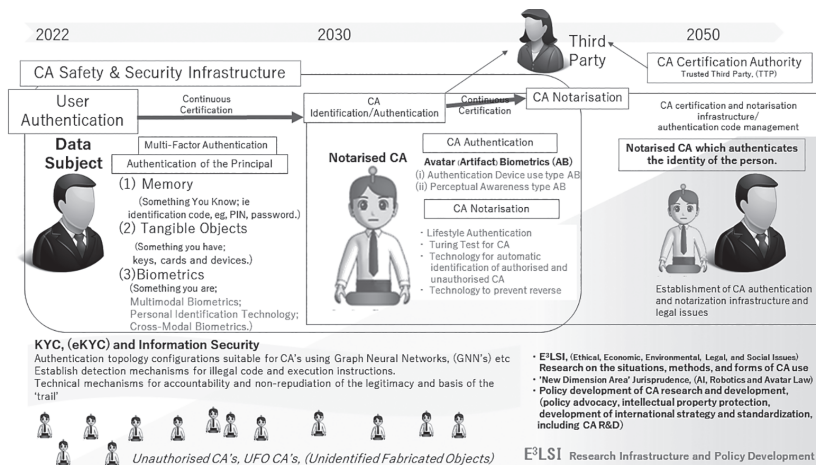 2022
2030
2050
Third
Party
CA Certification Authority
Trusted Third Party, (TTP)
CA Safety & Security Infrastructure
User
Authentication
Continuous
Certification
CA
Identification/Authentication
Continuous
Certification
CA Notarisation
CA certification and notarisation
infrastructure/
authentication code management
Data
Subject
Multi-Factor Authentication
Authentication of the Principal
(1) Memory
(Something You Know; ie
identification code, eg, PIN, password.)
(2) Tangible Objects
(Something you have;
keys, cards and devices.)
(3)Biometrics
(Something you are;
Multimodal Biometrics;
Personal Identification Technology;
Cross-Modal Biometrics.)
Notarised CA
CA Authentication
Avatar (Artifact) Biometrics (AB)
(i) Authentication Device use type AB
(ii) Perceptual Awareness type AB
CA Notarisation
・Lifestyle Authentication
・Turing Test for CA
・Technology for automatic
identification of authorised and
unauthorised CA
・Technology to prevent reverse
Notarised CA which authenticates
the identity of the person.
Establishment of CA authentication
and notarization infrastructure and
legal issues
KYC, (eKYC) and Information Security
Authentication topology configurations suitable for CA's using Graph Neural Networks, (GNN's) etc
Establish detection mechanisms for illegal code and execution instructions.
Technical mechanisms for accountability and non-repudiation of the legitimacy and basis of the
'trail'
Unauthorised CA's, UFO CA's, (Unidentified Fabricated Objects)
・E³LSI, (Ethical, Economic, Environmental, Legal, and Social Issues)
Research on the situations, methods, and forms of CA use
・'New Dimension Area' Jurisprudence, (AI, Robotics and Avatar Law)
・Policy development of CA research and development,
(policy advocacy, intellectual property protection,
development of international strategy and standardization,
including CA R&D)
E³LSI Research Infrastructure and Policy Development